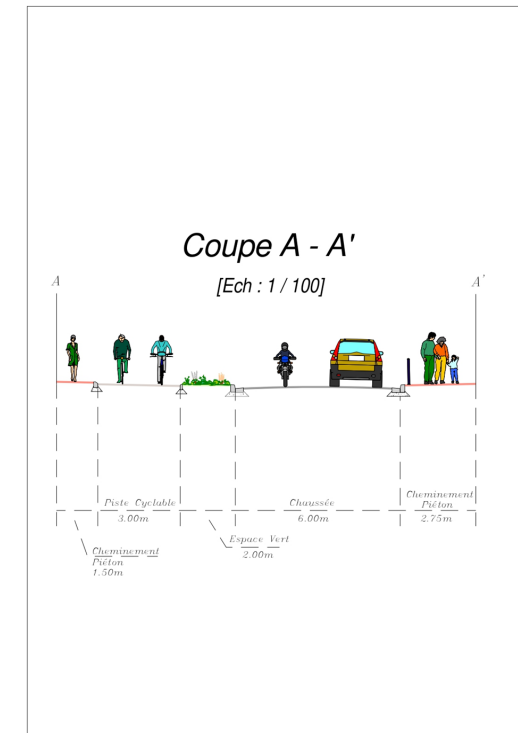 Coupe A - A'
[Ech : 1 / 100]
A
A'
Piste Cyclable
3.00m
Chaussée
6.00m
Cheminement
Piéton
2.75m
Cheminement
Piéton
1.50m
Espace Vert
2.00m